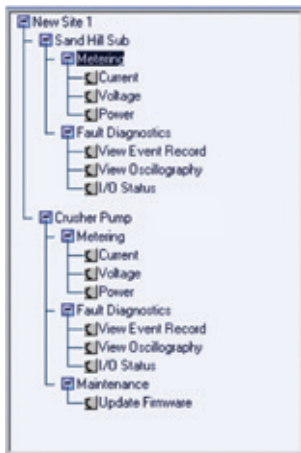 New Site 1
Sand Hill Sub
Metering
Current
Voltage
Power
Fault Diagnostics
View Event Record
View Oscillography
I/O Status
Crusher Pump
Metering
Current
Voltage
Power
Fault Diagnostics
View Event Record
View Oscillography
I/O Status
Maintenance
Update Firmware